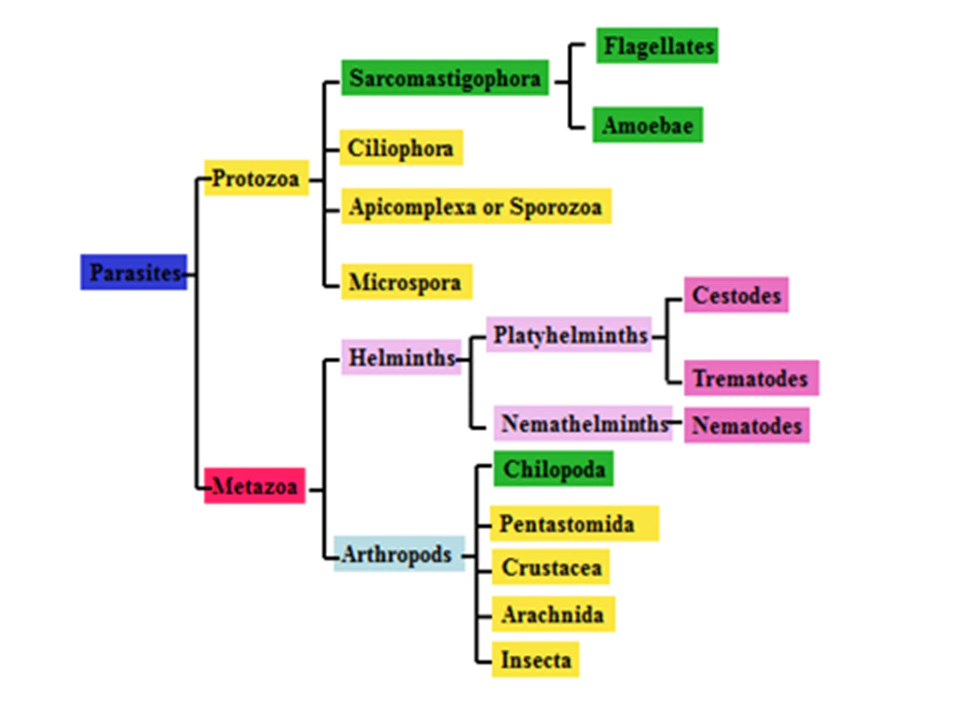 Flagellates
Sarcomastigophora
Amoebae
Ciliophora
Protozoa
Apicomplexa or Sporozoa
Parasites
Microspora
Cestodes
Platyhelminths
Helminths
Trematodes
Nemathelminths
Nematodes
Chilopoda
Metazoa
Pentastomida
Arthropods
Crustacea
Arachnida
Insecta